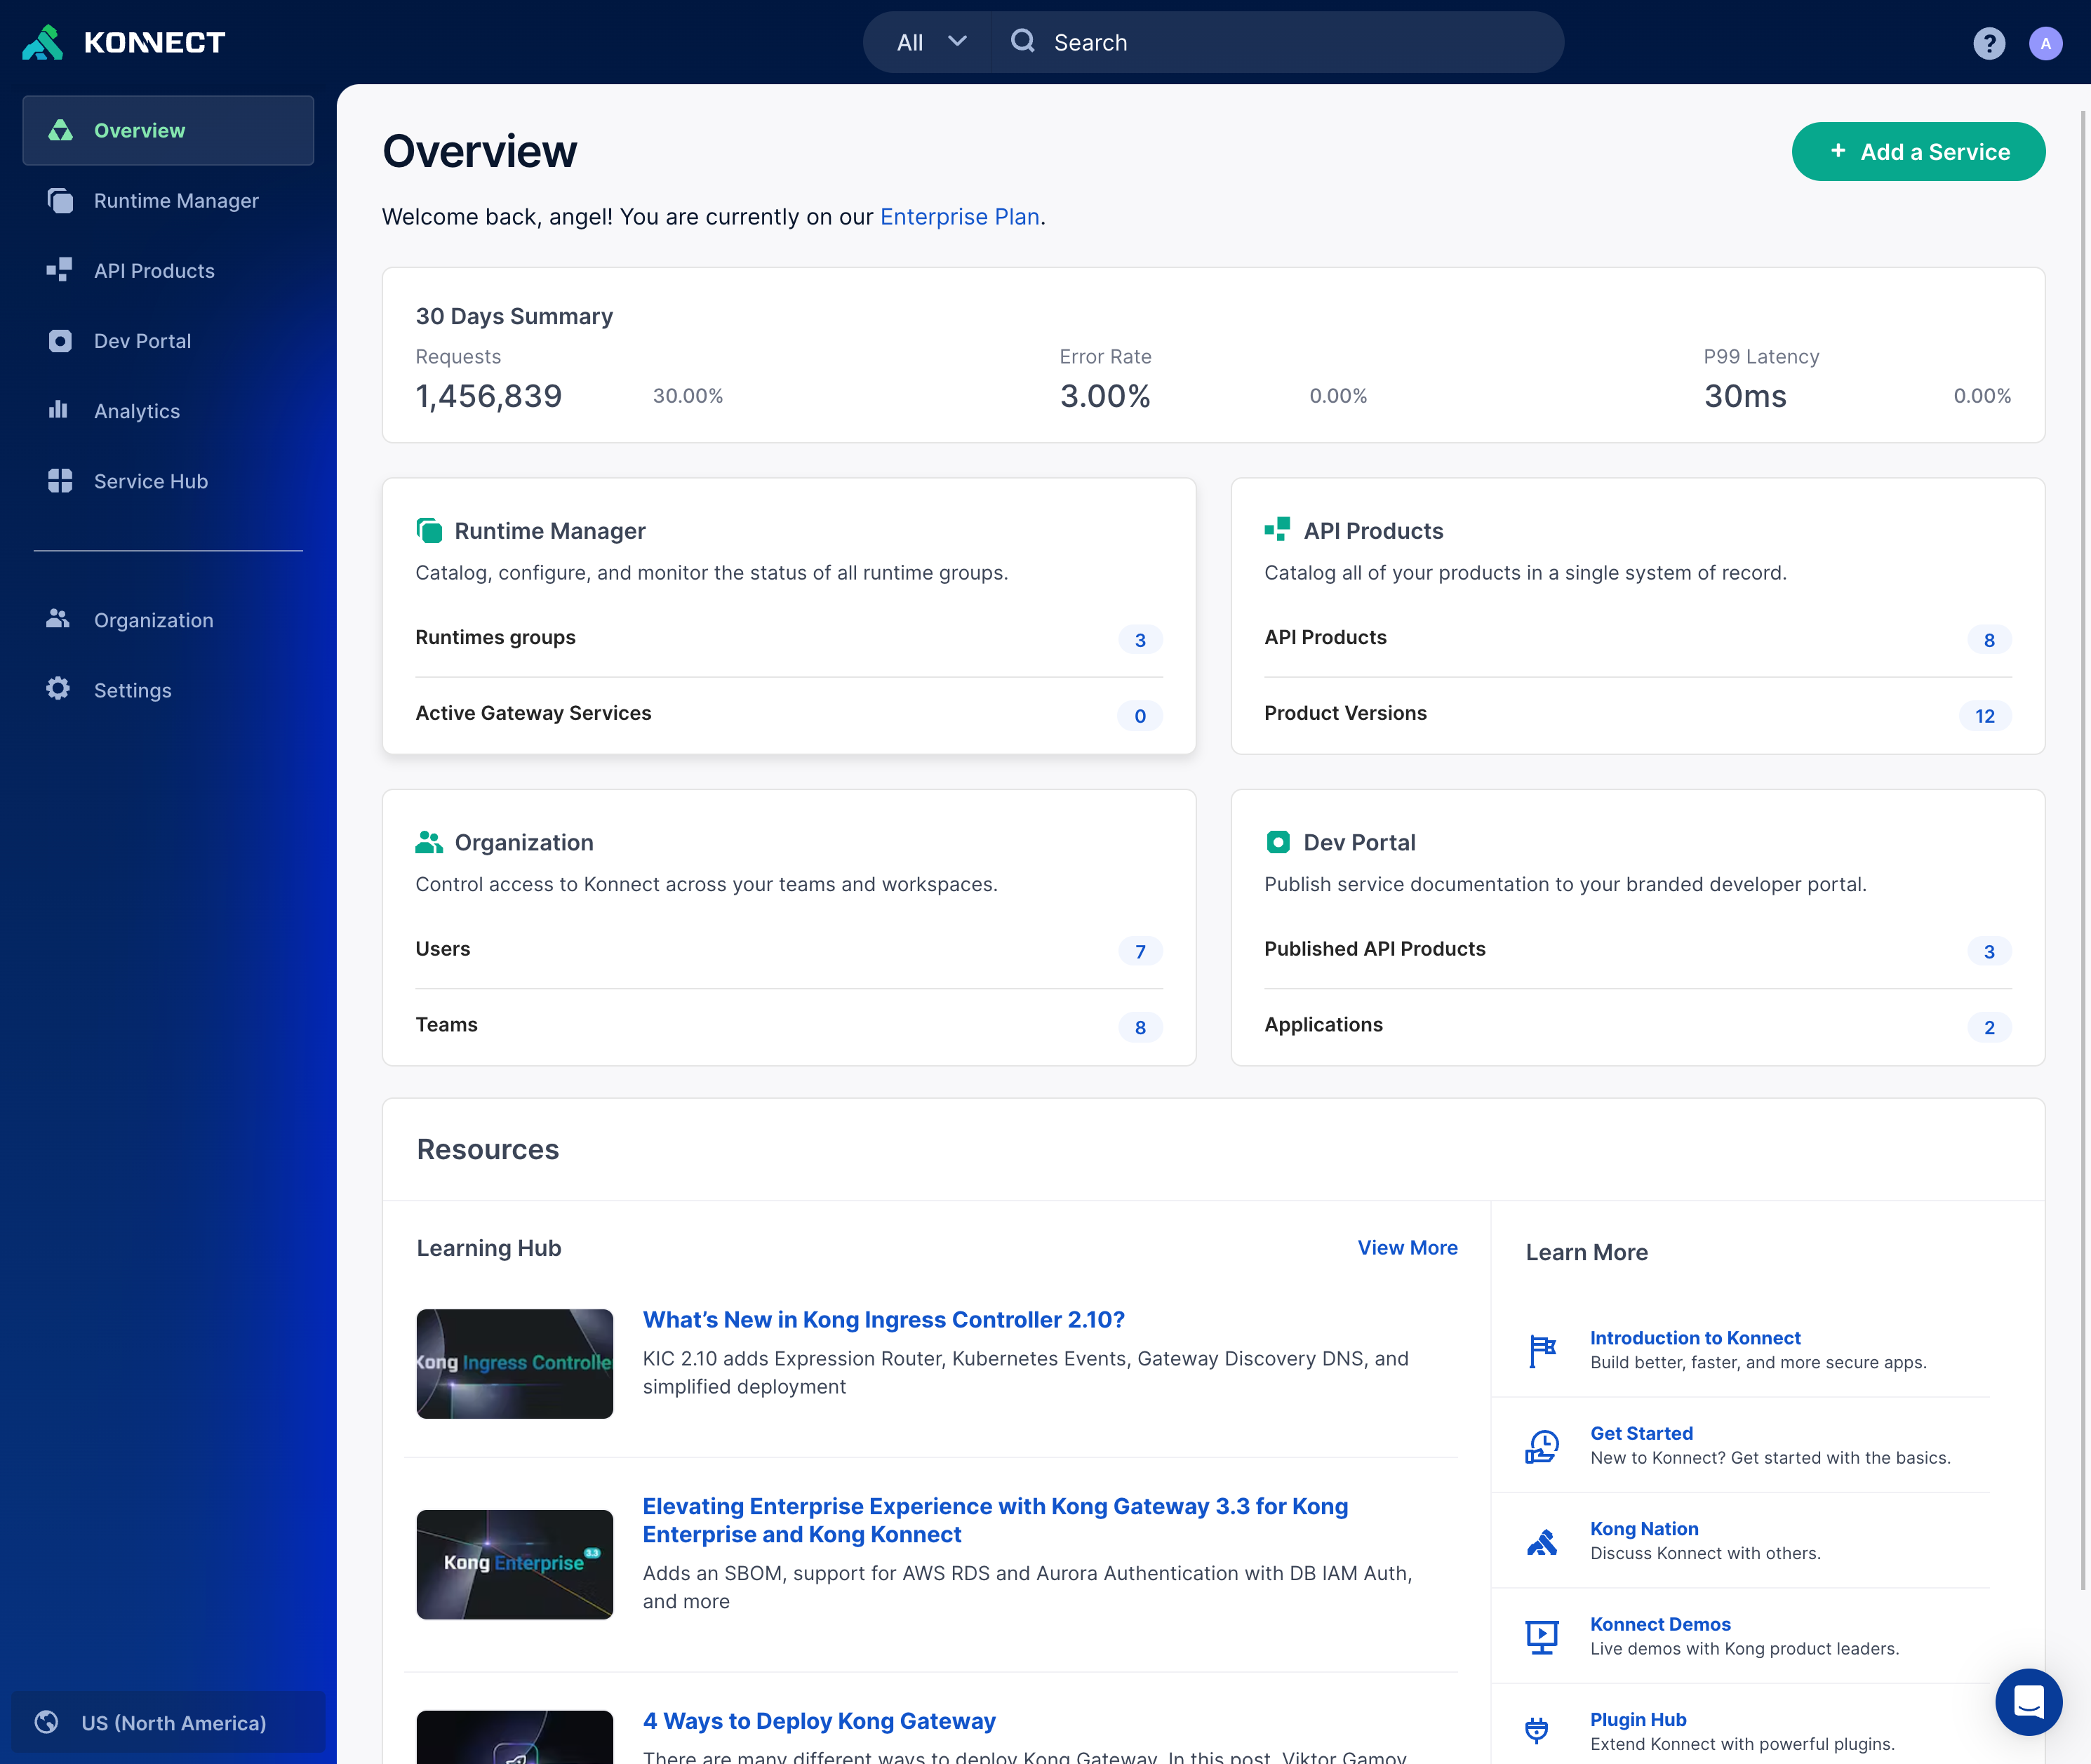 KONNECT
All
Search
?
A
Overview
Runtime Manager
API Products
Dev Portal
Analytics
Service Hub
Organization
Settings
US (North America)
Overview
+ Add a Service
Welcome back, angel! You are currently on our Enterprise Plan.
30 Days Summary
Requests
1,456,839
30.00%
Error Rate
3.00%
0.00%
P99 Latency
30ms
0.00%
Runtime Manager
Catalog, configure, and monitor the status of all runtime groups.
Runtimes groups
3
Active Gateway Services
0
API Products
Catalog all of your products in a single system of record.
API Products
8
Product Versions
12
Organization
Control access to Konnect across your teams and workspaces.
Users
7
Teams
8
Dev Portal
Publish service documentation to your branded developer portal.
Published API Products
3
Applications
2
Resources
Learning Hub
View More
Kong Ingress Controller
What’s New in Kong Ingress Controller 2.10?
KIC 2.10 adds Expression Router, Kubernetes Events, Gateway Discovery DNS, and
simplified deployment
Kong Enterprise 3.3
Elevating Enterprise Experience with Kong Gateway 3.3 for Kong
Enterprise and Kong Konnect
Adds an SBOM, support for AWS RDS and Aurora Authentication with DB IAM Auth,
and more
4 Ways to Deploy Kong Gateway
There are many different ways to deploy Kong Gateway. In this post, Viktor Gamov
Learn More
Introduction to Konnect
Build better, faster, and more secure apps.
Get Started
New to Konnect? Get started with the basics.
Kong Nation
Discuss Konnect with others.
Konnect Demos
Live demos with Kong product leaders.
Plugin Hub
Extend Konnect with powerful plugins.